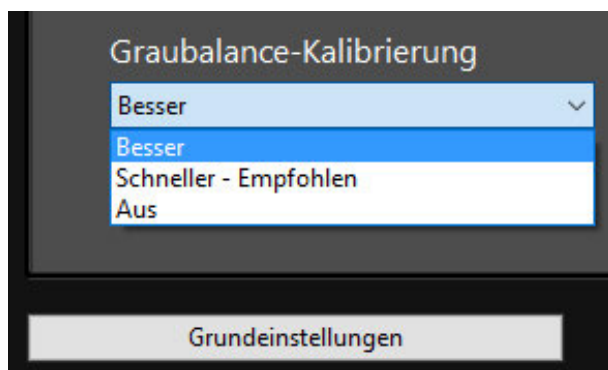 Graubalance-Kalibrierung
Besser
Besser
Schneller - Empfohlen
Aus
Grundeinstellungen